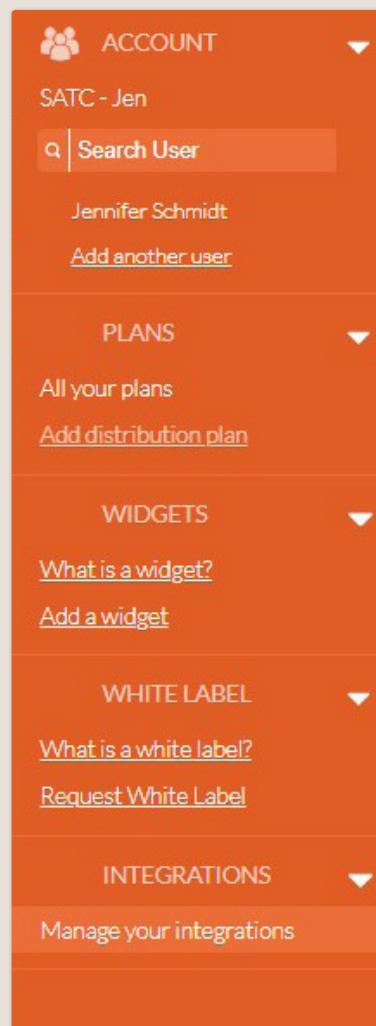 ACCOUNT
SATC - Jen
Search User
Jennifer Schmidt
Add another user
PLANS
All your plans
Add distribution plan
WIDGETS
What is a widget?
Add a widget
WHITE LABEL
What is a white label?
Request White Label
INTEGRATIONS
Manage your integrations